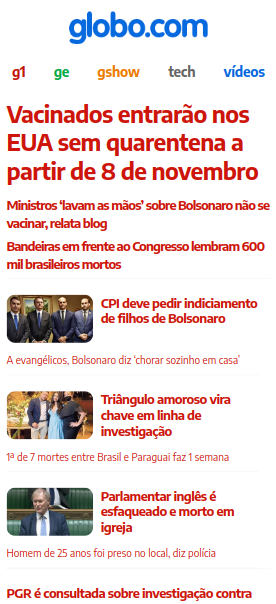 globo.com
g1 ge gshow tech vídeos
Vacinados entrarão nos
EUA sem quarentena a
partir de 8 de novembro
Ministros ‘lavam as mãos’ sobre Bolsonaro não se
vacinar, relata blog
Bandeiras em frente ao Congresso lembram 600
mil brasileiros mortos
CPI deve pedir indiciamento
de filhos de Bolsonaro
A evangélicos, Bolsonaro diz ‘chorar sozinho em casa’
Triângulo amoroso vira
chave em linha de
investigação
1ª de 7 mortes entre Brasil e Paraguai faz 1 semana
Parlamentar inglês é
esfaqueado e morto em
igreja
Homem de 25 anos foi preso no local, diz polícia
PGR é consultada sobre investigação contra